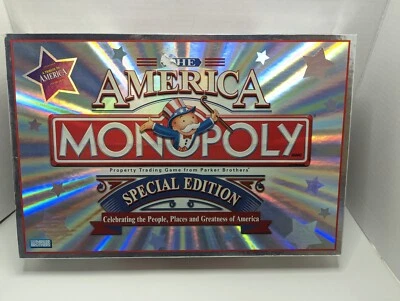 AMERICA
THE
AMERICA
MONOPOLY
Property Trading Game from Parker Brothers
SPECIAL EDITION
Celebrating the People, Places and Greatness of America